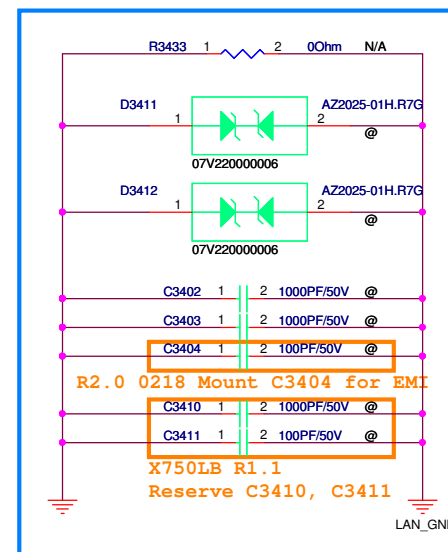 R3433 1 2 0Ohm N/A
D3411 1 2 AZ2025-01H.R7G
@
07V220000006
D3412 1 2 AZ2025-01H.R7G
@
07V220000006
C3402 1 2 1000PF/50V @
C3403 1 2 1000PF/50V @
C3404 1 2 100PF/50V @
R2.0 0218 Mount C3404 for EMI
C3410 1 2 1000PF/50V @
C3411 1 2 100PF/50V @
X750LB R1.1
Reserve C3410, C3411
LAN_GND